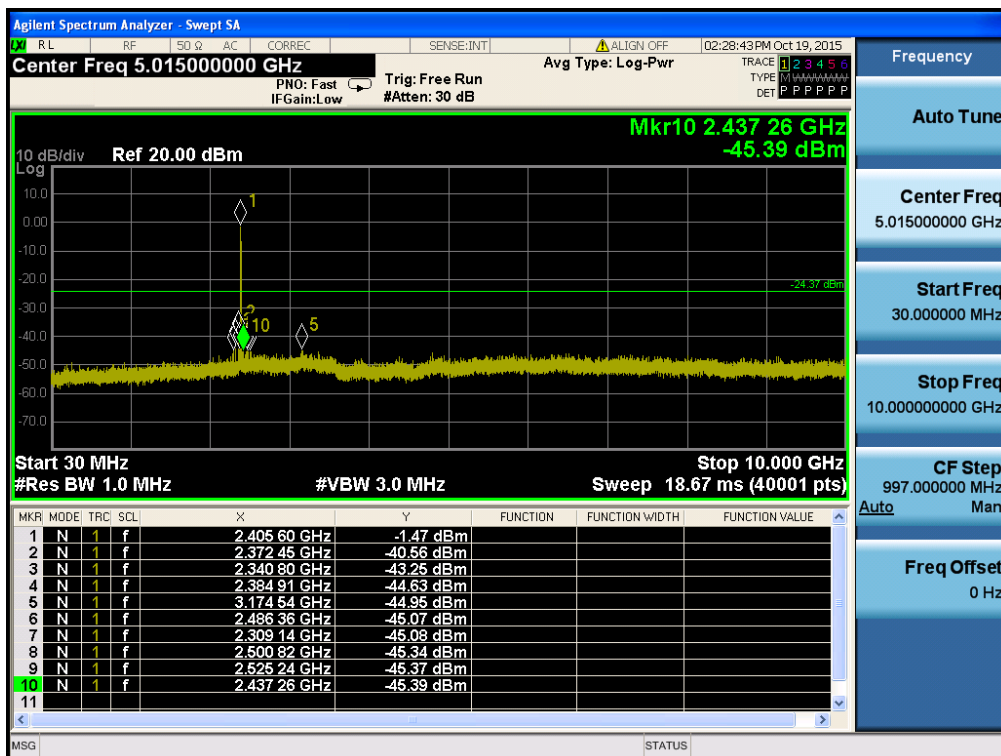 Agilent Spectrum Analyzer - Swept SA
LXI RL RF 50 Ω AC CORREC SENSE:INT ALIGN OFF 02:28:43 PM Oct 19, 2015
Center Freq 5.015000000 GHz
PNO: Fast
IFGain:Low
Trig: Free Run
#Atten: 30 dB
Avg Type: Log-Pwr
TRACE 1 2 3 4 5 6
TYPE M W W W W W
DET P P P P P P
Mkr10 2.437 26 GHz
-45.39 dBm
10 dB/div Ref 20.00 dBm
Log
10.0
0.00
-10.0
-20.0
-30.0
-40.0
-50.0
-60.0
-70.0
1
2
10
5
-24.37 dBm
Start 30 MHz Stop 10.000 GHz
#Res BW 1.0 MHz #VBW 3.0 MHz Sweep 18.67 ms (40001 pts)
MKR MODE TRC SCL X Y FUNCTION FUNCTION WIDTH FUNCTION VALUE
1 N 1 f 2.405 60 GHz -1.47 dBm
2 N 1 f 2.372 45 GHz -40.56 dBm
3 N 1 f 2.340 80 GHz -43.25 dBm
4 N 1 f 2.384 91 GHz -44.63 dBm
5 N 1 f 3.174 54 GHz -44.95 dBm
6 N 1 f 2.486 36 GHz -45.07 dBm
7 N 1 f 2.309 14 GHz -45.08 dBm
8 N 1 f 2.500 82 GHz -45.34 dBm
9 N 1 f 2.525 24 GHz -45.37 dBm
10 N 1 f 2.437 26 GHz -45.39 dBm
11
MSG STATUS
Frequency
Auto Tune
Center Freq
5.015000000 GHz
Start Freq
30.000000 MHz
Stop Freq
10.000000000 GHz
CF Step
997.000000 MHz
Auto Man
Freq Offset
0 Hz